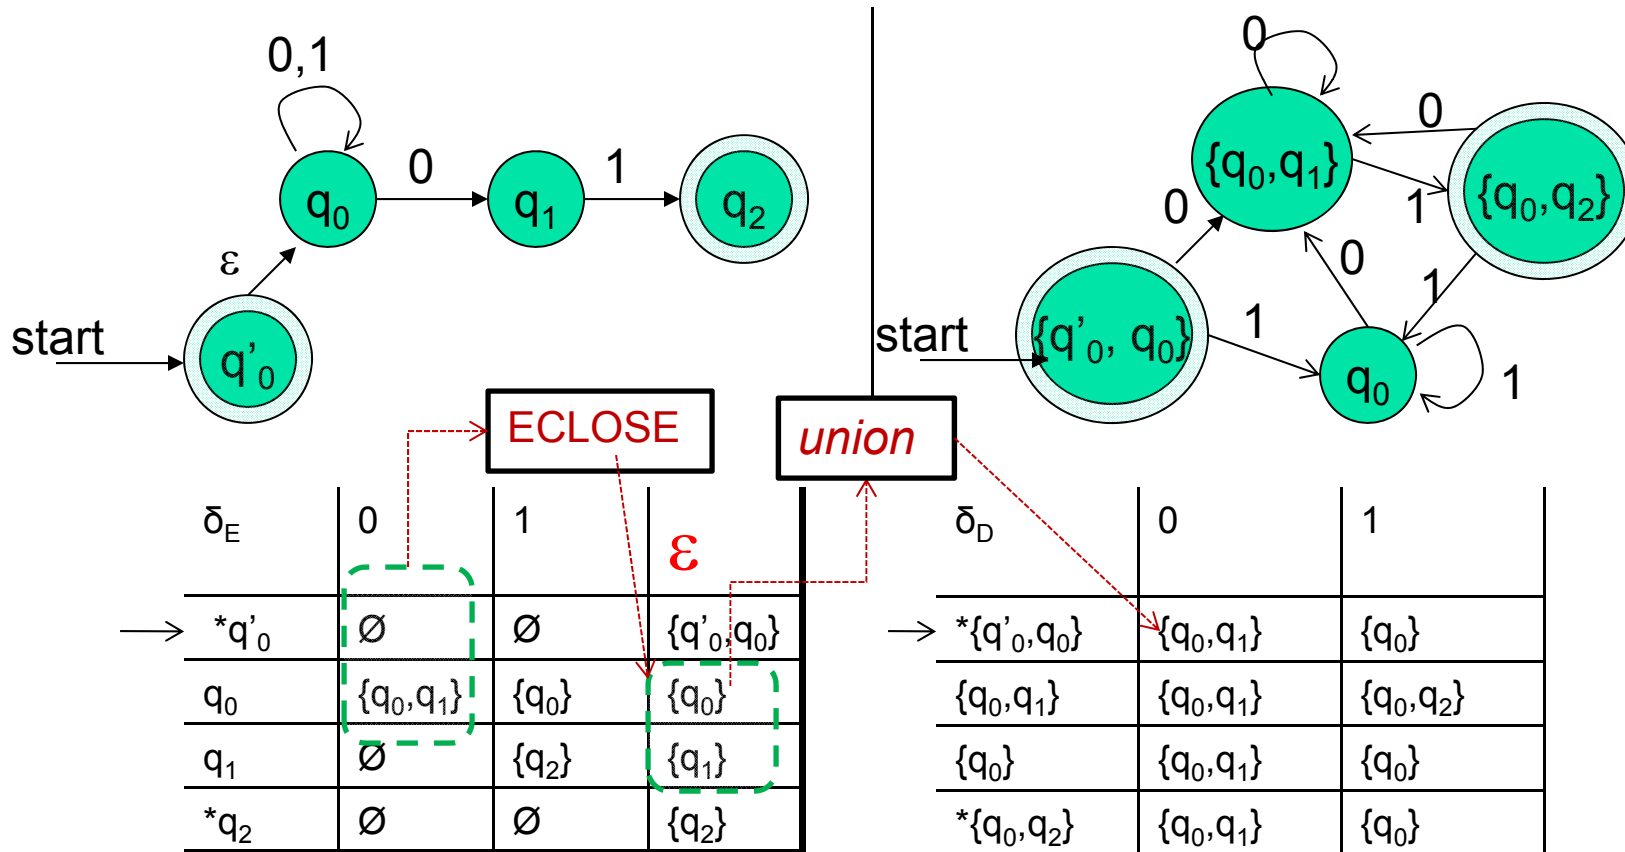 0,1
q0
0
q1
1
q2
ε
start
q'0
0
{q0,q1}
0
{q0,q2}
1
0
0
1
start
{q'0, q0}
1
q0
1
ECLOSE
union
δE 0 1 ε
*q'0 Ø Ø {q'0,q0}
q0 {q0,q1} {q0} {q0}
q1 Ø {q2} {q1}
*q2 Ø Ø {q2}
δD 0 1
*{q'0,q0} {q0,q1} {q0}
{q0,q1} {q0,q1} {q0,q2}
{q0} {q0,q1} {q0}
*{q0,q2} {q0,q1} {q0}